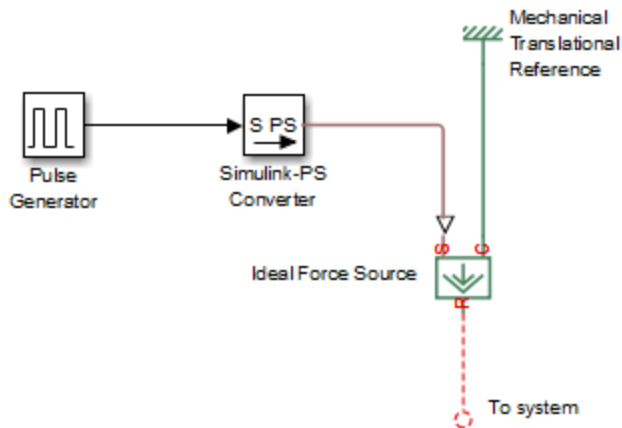 Mechanical
Translational
Reference
S PS
Pulse
Generator
Simulink-PS
Converter
S
C
Ideal Force Source
R
To system